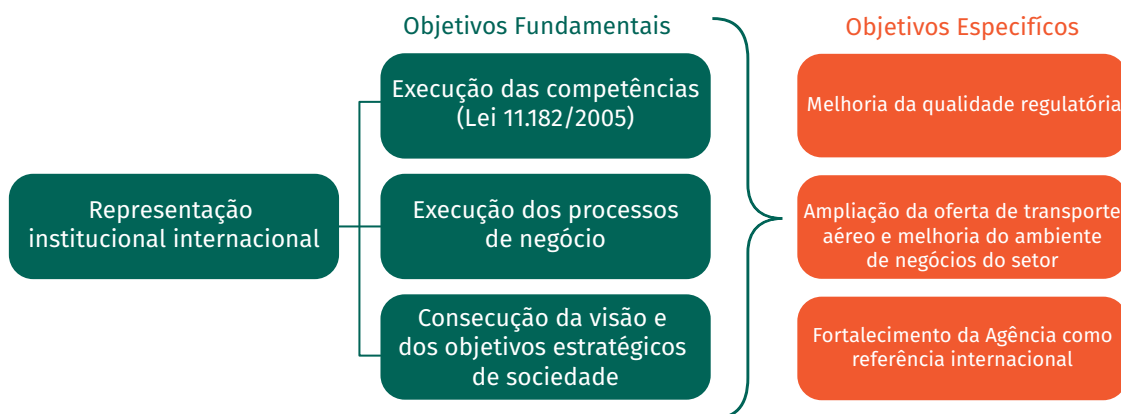 Objetivos Fundamentais
Objetivos Especifícos
Representação
institucional internacional
Execução das competências
(Lei 11.182/2005)
Execução dos processos
de negócio
Consecução da visão e
dos objetivos estratégicos
de sociedade
Melhoria da qualidade regulatória
Ampliação da oferta de transporte
aéreo e melhoria do ambiente
de negócios do setor
Fortalecimento da Agência como
referência internacional